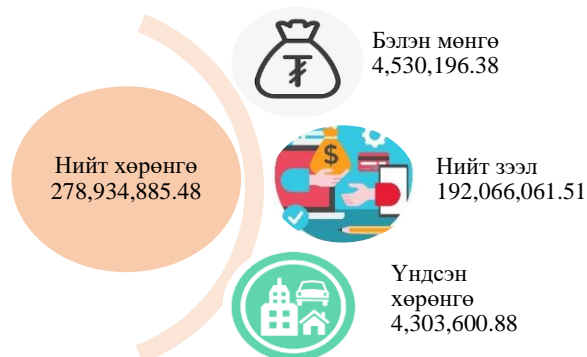 Нийт хөрөнгө
278,934,885.48
Бэлэн мөнгө
4,530,196.38
$
Нийт зээл
192,066,061.51
Үндсэн
хөрөнгө
4,303,600.88